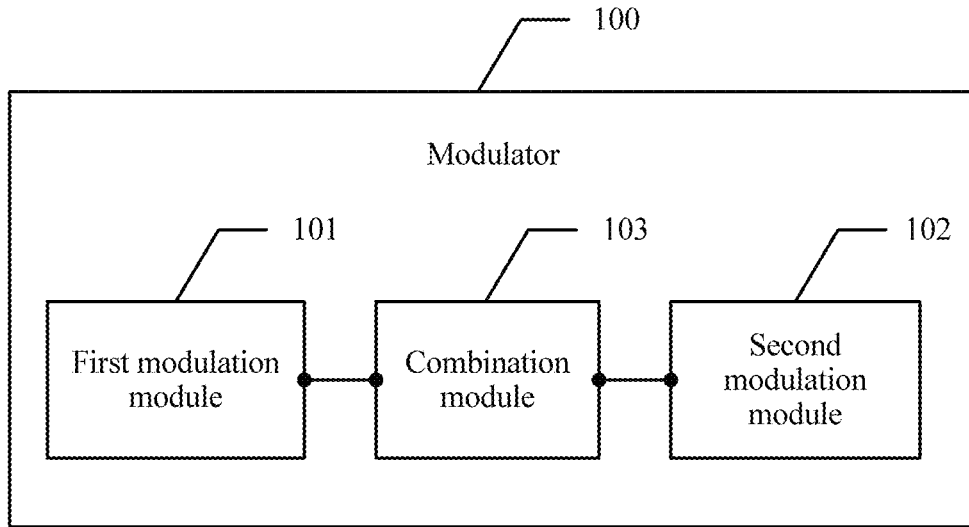 100
Modulator
101
103
102
First modulation
module
Combination
module
Second
modulation
module